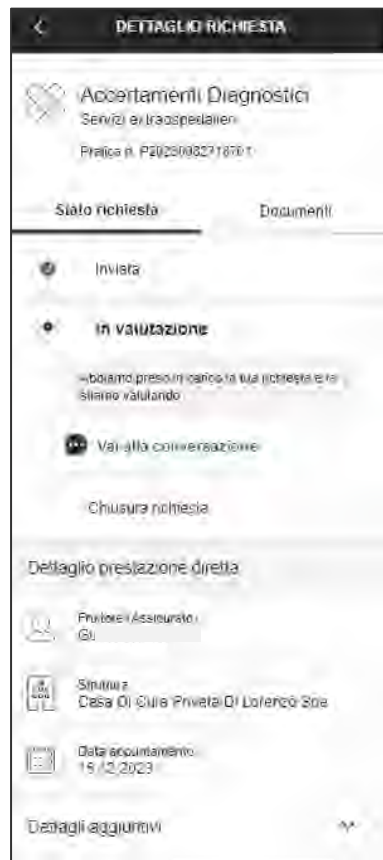 DETTAGLIO RICHIESTA
Accertamenti Diagnostici
Servizi extraospedalieri
Pratica n.
Stato richiesta
Documenti
Inviata
In valutazione
Abbiamo preso in carico la tua richiesta e la
stiamo valutando
Vai alla conversazione
Chiusura richiesta
Dettaglio prestazione diretta
Fruitore (Assicurato)
GI
Struttura
Casa Di Cura Privata Di Lorenzo Spa
Data appuntamento
12.2023
Dettagli aggiuntivi